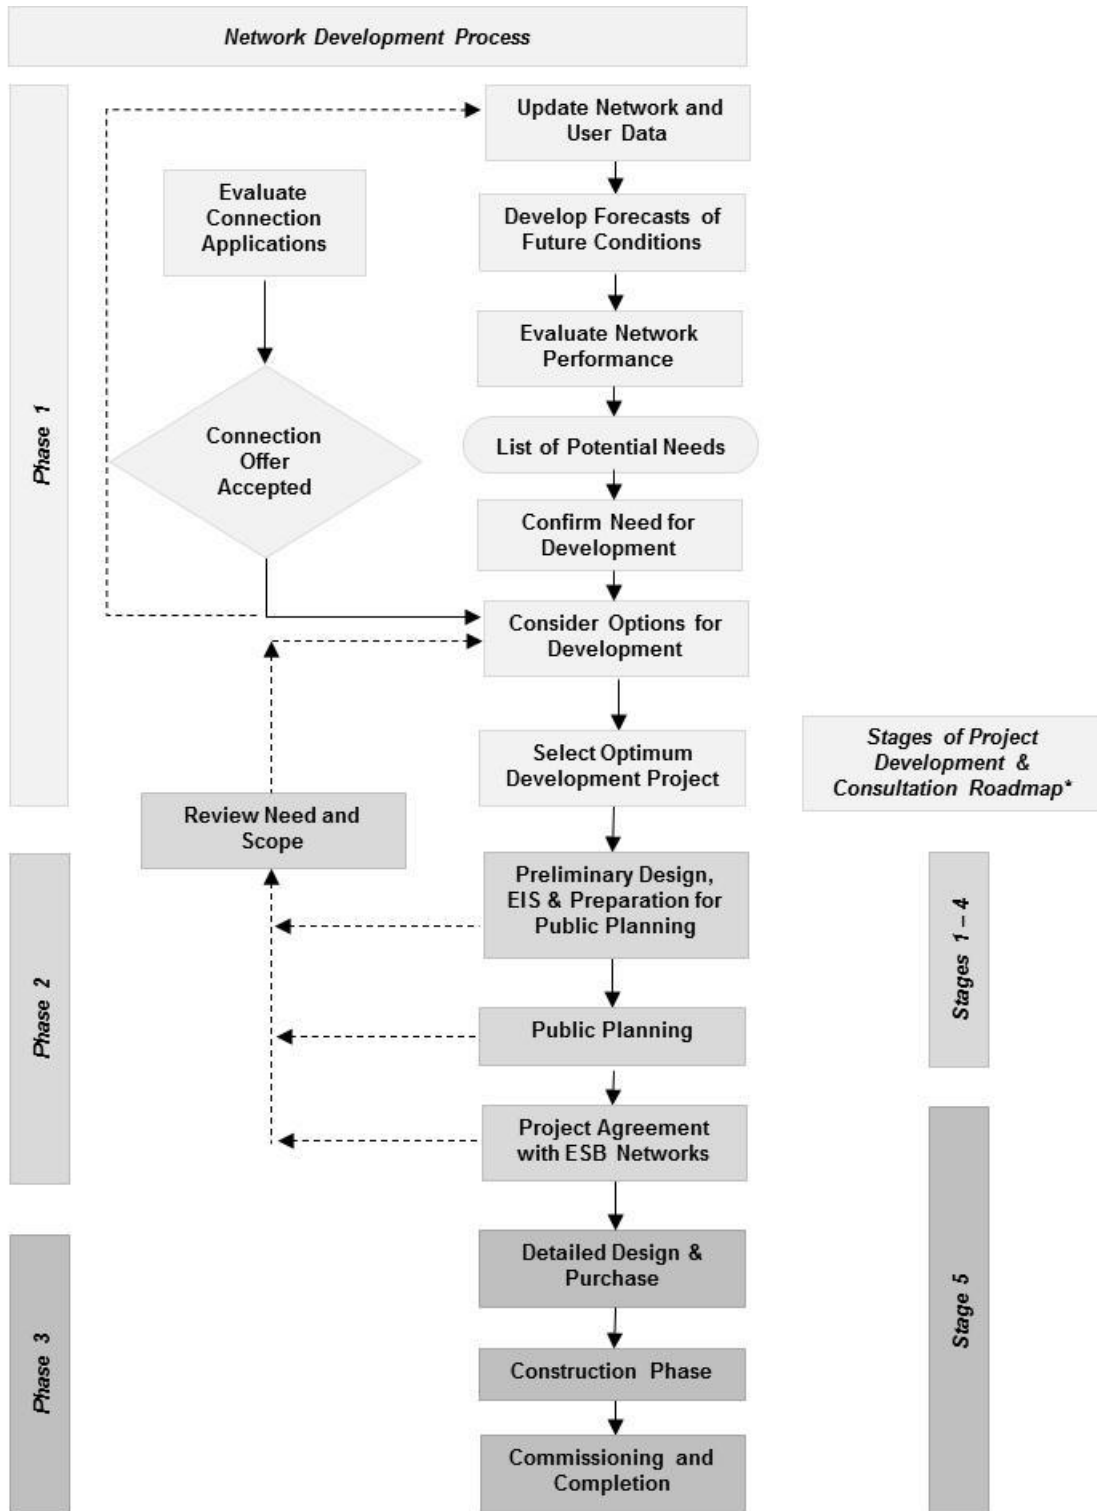 Network Development Process
Phase 1
Update Network and
User Data
Evaluate
Connection
Applications
Develop Forecasts of
Future Conditions
Evaluate Network
Performance
Connection
Offer
Accepted
List of Potential Needs
Confirm Need for
Development
Consider Options for
Development
Select Optimum
Development Project
Stages of Project
Development &
Consultation Roadmap*
Review Need and
Scope
Phase 2
Preliminary Design,
EIS & Preparation for
Public Planning
Stages 1 – 4
Public Planning
Project Agreement
with ESB Networks
Phase 3
Detailed Design &
Purchase
Stage 5
Construction Phase
Commissioning and
Completion